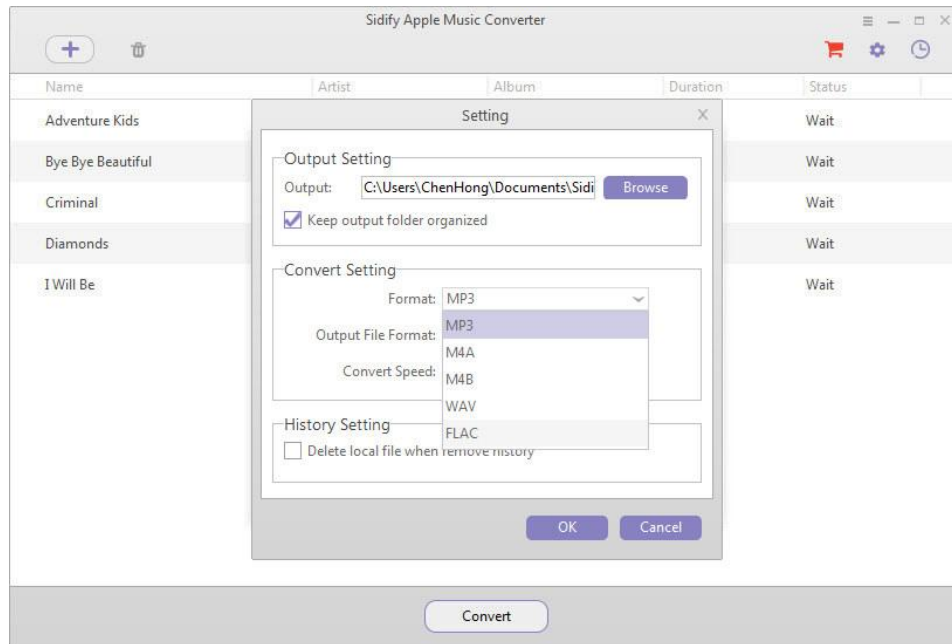 Sidify Apple Music Converter
Name Artist Album Duration Status
Adventure Kids Wait
Bye Bye Beautiful Wait
Criminal Wait
Diamonds Wait
I Will Be Wait
Setting
Output Setting
Output: C:\Users\ChenHong\Documents\Sidi Browse
Keep output folder organized
Convert Setting
Format: MP3
MP3
Output File Format:
M4A
Convert Speed:
M4B
WAV
History Setting
FLAC
Delete local file when remove history
OK Cancel
Convert